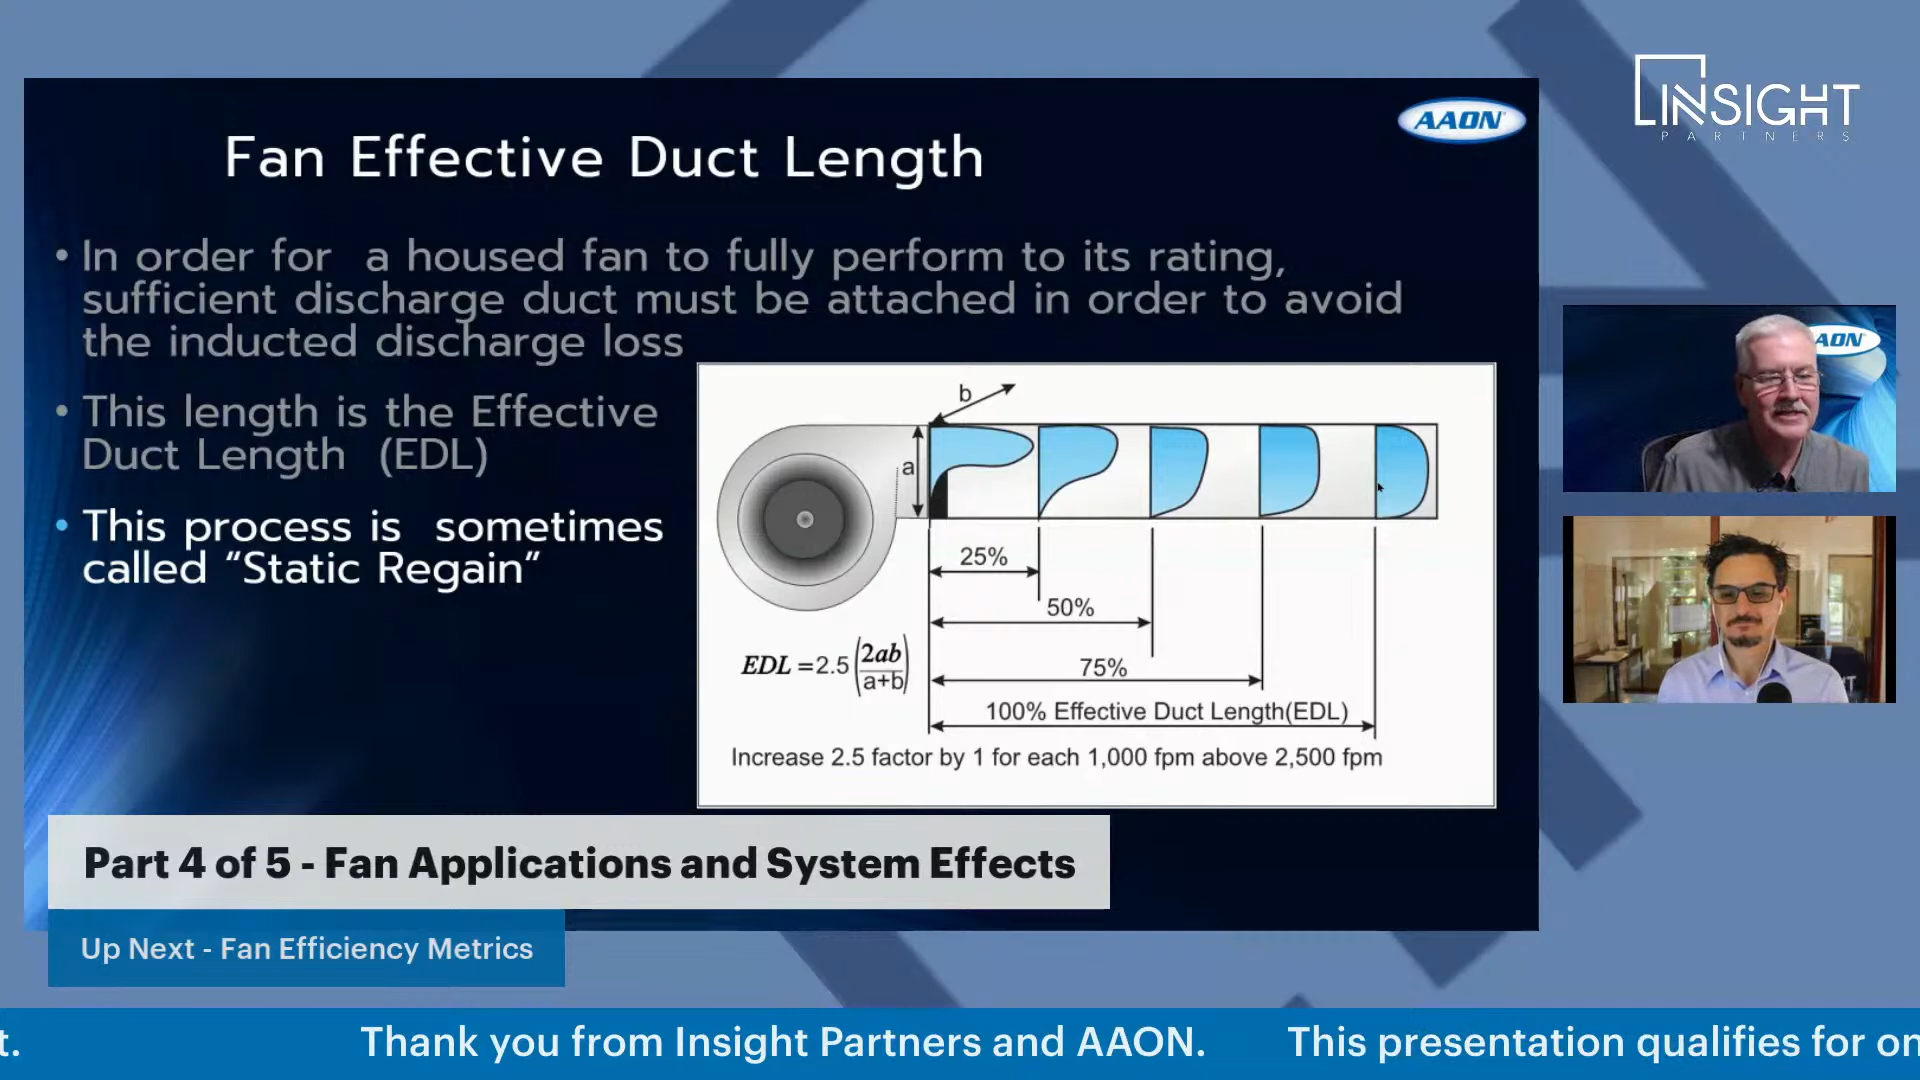 INSIGHT
PARTNERS
AAON
Fan Effective Duct Length
• In order for a housed fan to fully perform to its rating,
sufficient discharge duct must be attached in order to avoid
the inducted discharge loss
• This length is the Effective
Duct Length (EDL)
• This process is sometimes
called “Static Regain”
b
a
25%
50%
75%
100% Effective Duct Length(EDL)
EDL =2.5 (2ab
a+b)
Increase 2.5 factor by 1 for each 1,000 fpm above 2,500 fpm
AON
Part 4 of 5 - Fan Applications and System Effects
Up Next - Fan Efficiency Metrics
t. Thank you from Insight Partners and AAON. This presentation qualifies for on